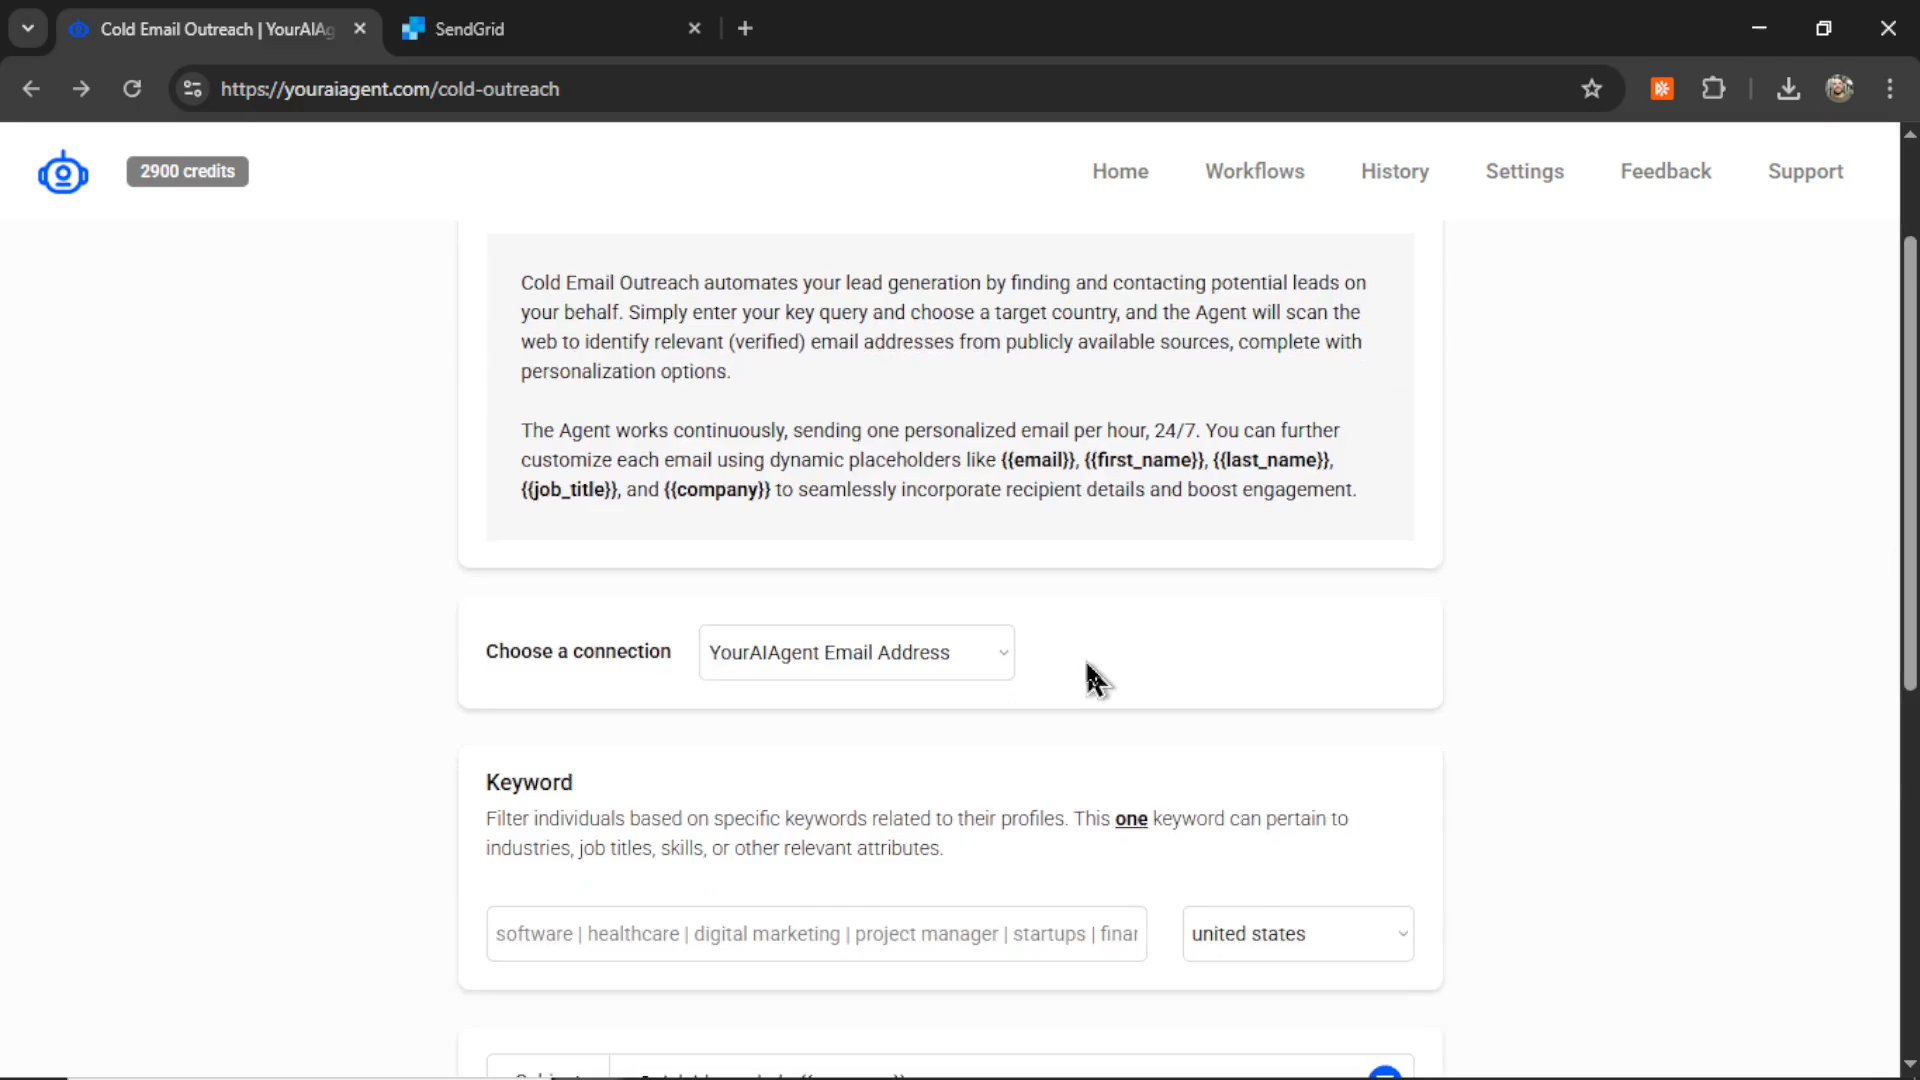 Cold Email Outreach | YourAIAg
SendGrid
https://youraiagent.com/cold-outreach
2900 credits
Home
Workflows
History
Settings
Feedback
Support
Cold Email Outreach automates your lead generation by finding and contacting potential leads on
your behalf. Simply enter your key query and choose a target country, and the Agent will scan the
web to identify relevant (verified) email addresses from publicly available sources, complete with
personalization options.
The Agent works continuously, sending one personalized email per hour, 24/7. You can further
customize each email using dynamic placeholders like {{email}}, {{first_name}}, {{last_name}},
{{job_title}}, and {{company}} to seamlessly incorporate recipient details and boost engagement.
Choose a connection
YourAIAgent Email Address
Keyword
Filter individuals based on specific keywords related to their profiles. This one keyword can pertain to
industries, job titles, skills, or other relevant attributes.
software | healthcare | digital marketing | project manager | startups | finan
united states